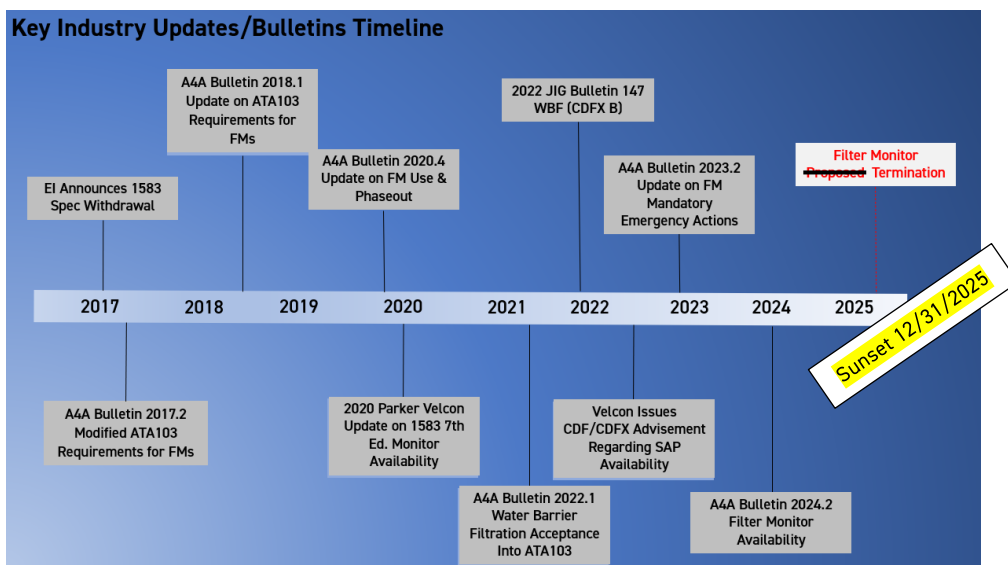 Key Industry Updates/Bulletins Timeline
A4A Bulletin 2018.1
Update on ATA103
Requirements for
FMs
2022 JIG Bulletin 147
WBF (CDFX B)
EI Announces 1583
Spec Withdrawal
A4A Bulletin 2020.4
Update on FM Use &
Phaseout
A4A Bulletin 2023.2
Update on FM
Mandatory
Emergency Actions
Filter Monitor
Proposed Termination
2017
2018
2019
2020
2021
2022
2023
2024
2025
Sunset 12/31/2025
A4A Bulletin 2017.2
Modified ATA103
Requirements for FMs
2020 Parker Velcon
Update on 1583 7th
Ed. Monitor
Availability
A4A Bulletin 2022.1
Water Barrier
Filtration Acceptance
Into ATA103
Velcon Issues
CDF/CDFX Advisement
Regarding SAP
Availability
A4A Bulletin 2024.2
Filter Monitor
Availability